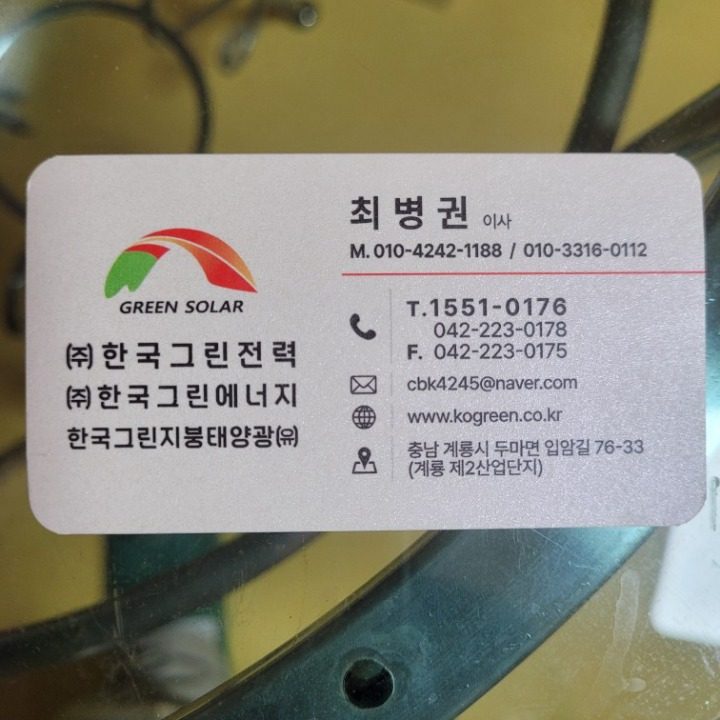 GREEN SOLAR
㈜한국그린전력
㈜한국그린에너지
한국그린지붕태양광㈲
최병권 이사
M. 010-4242-1188 / 010-3316-0112
T. 1551-0176
042-223-0178
F. 042-223-0175
cbk4245@naver.com
www.kogreen.co.kr
충남 계룡시 두마면 입암길 76-33
(계룡 제2산업단지)